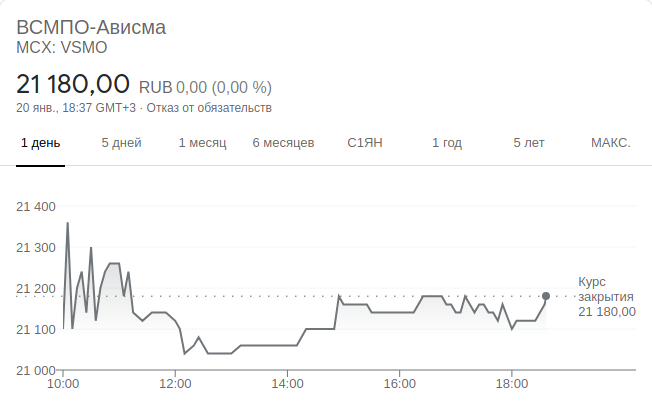 ВСМПО-Ависма
MCX: VSMO
21 180,00 RUB 0,00 (0,00 %)
20 янв., 18:37 GMT+3 · Отказ от обязательств
1 день 5 дней 1 месяц 6 месяцев С1ЯН 1 год 5 лет МАКС.
21 400
21 300
21 200
21 100
21 000
Курс
закрытия
21 180,00
10:00 12:00 14:00 16:00 18:00